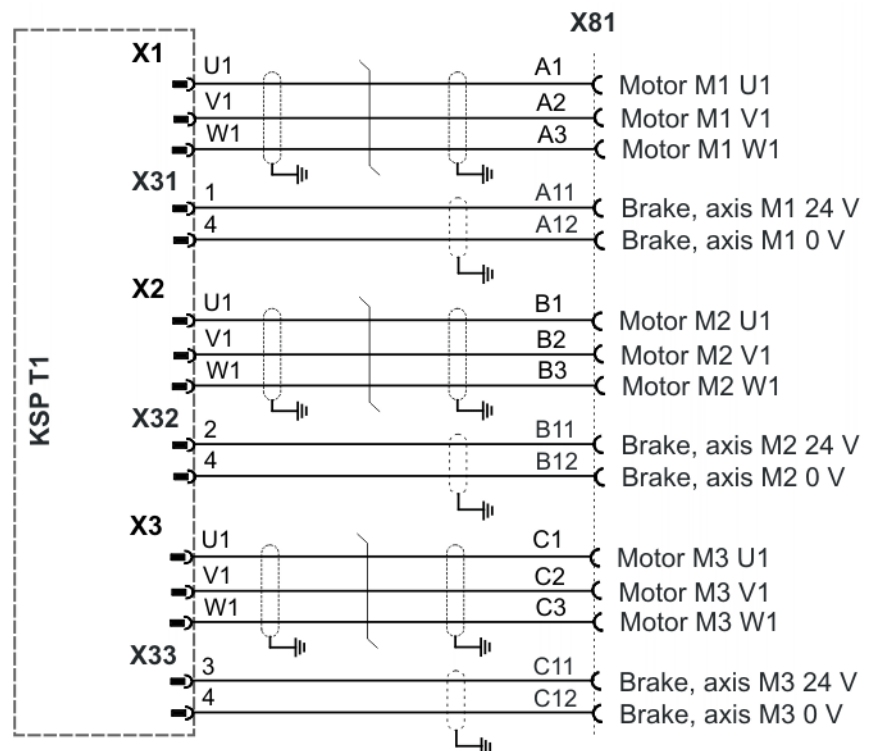 X81
X1
U1 A1 Motor M1 U1
V1 A2 Motor M1 V1
W1 A3 Motor M1 W1
X31
1 A11 Brake, axis M1 24 V
4 A12 Brake, axis M1 0 V
X2
U1 B1 Motor M2 U1
V1 B2 Motor M2 V1
W1 B3 Motor M2 W1
KSP T1
X32
2 B11 Brake, axis M2 24 V
4 B12 Brake, axis M2 0 V
X3
U1 C1 Motor M3 U1
V1 C2 Motor M3 V1
W1 C3 Motor M3 W1
X33
3 C11 Brake, axis M3 24 V
4 C12 Brake, axis M3 0 V